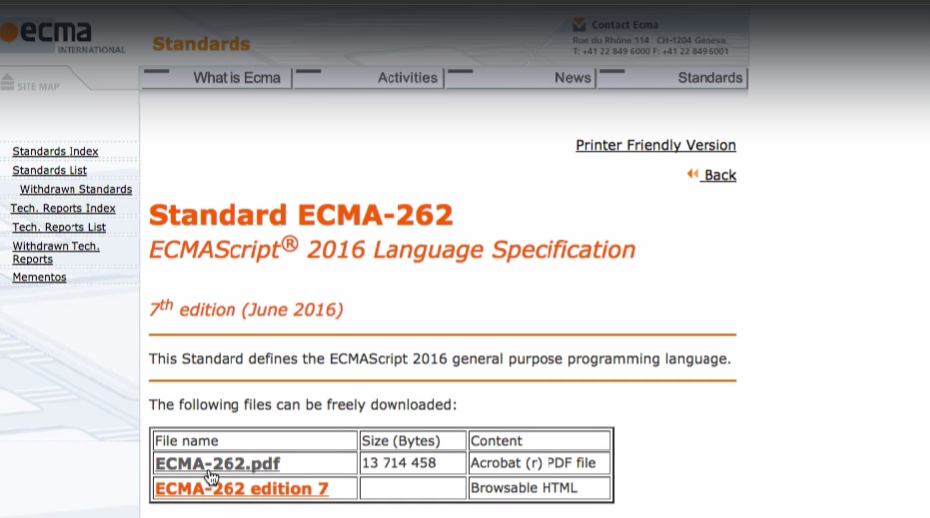 ecma
INTERNATIONAL
Standards
Contact Ecma
Rue du Rhône 114 CH-1204 Geneva
T: +41 22 849 6000 F: +41 22 849 6001
SITE MAP
What is Ecma
Activities
News
Standards
Printer Friendly Version
Back
Standards Index
Standards List
Withdrawn Standards
Tech. Reports Index
Tech. Reports List
Withdrawn Tech.
Reports
Mementos
Standard ECMA-262
ECMAScript® 2016 Language Specification
7th edition (June 2016)
This Standard defines the ECMAScript 2016 general purpose programming language.
The following files can be freely downloaded:
File name Size (Bytes) Content
ECMA-262.pdf 13 714 458 Acrobat (r) PDF file
ECMA-262 edition 7 Browsable HTML